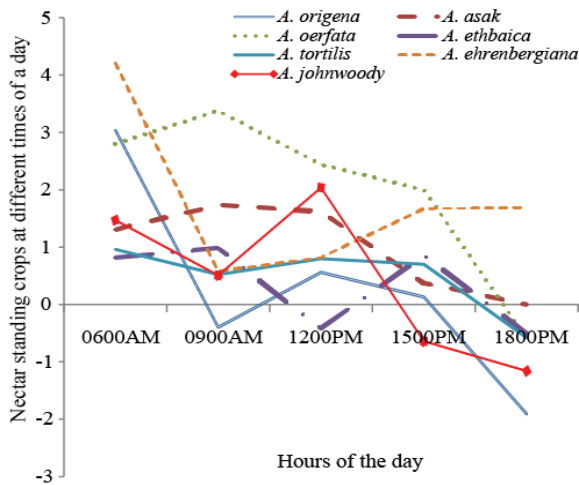 A. origena
A. asak
A. oerfata
A. ethbaica
A. tortilis
A. ehrenbergiana
A. johnwoody
Nectar standing crops at different times of a day
5
4
3
2
1
0
-1
-2
-3
0600AM 0900AM 1200PM 1500PM 1800PM
Hours of the day